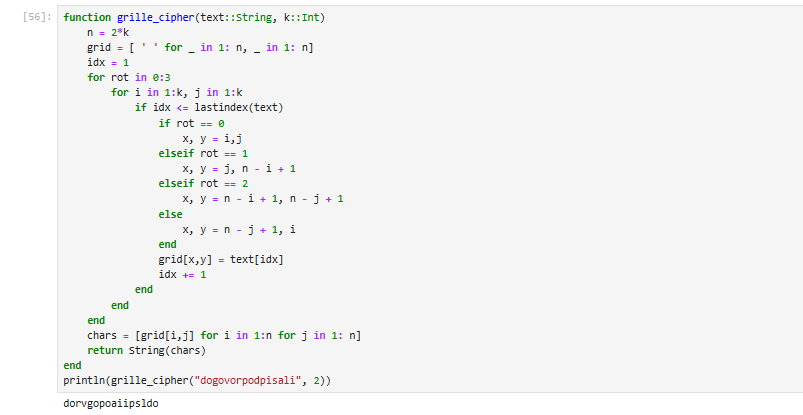 [56]: function grille_cipher(text::String, k::Int)
    n = 2*k
    grid = [ ' ' for _ in 1: n, _ in 1: n]
    idx = 1
    for rot in 0:3
        for i in 1:k, j in 1:k
            if idx <= lastindex(text)
                if rot == 0
                    x, y = i,j
                elseif rot == 1
                    x, y = j, n - i + 1
                elseif rot == 2
                    x, y = n - i + 1, n - j + 1
                else
                    x, y = n - j + 1, i
                end
                grid[x,y] = text[idx]
                idx += 1
            end
        end
    end
    chars = [grid[i,j] for i in 1:n for j in 1: n]
    return String(chars)
end
println(grille_cipher("dogovorpodpisali", 2))
dorvgopoaiipsldo